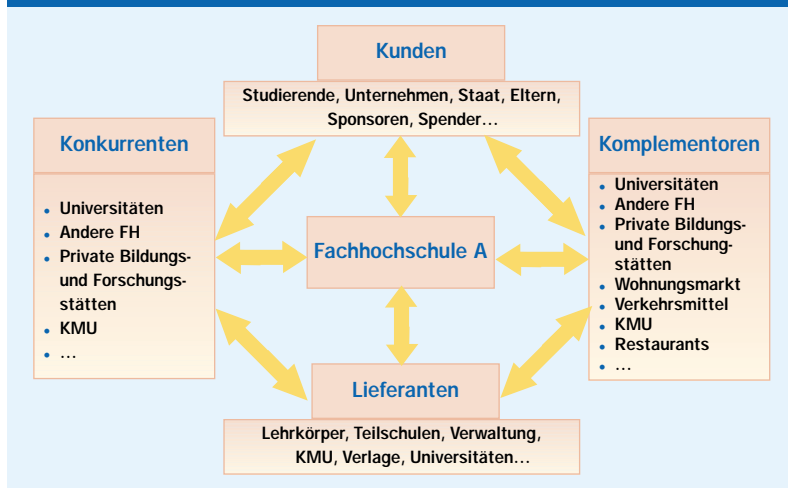 Kunden
Studierende, Unternehmen, Staat, Eltern,
Sponsoren, Spender...
Konkurrenten
• Universitäten
• Andere FH
• Private Bildungs-
und Forschungs-
stätten
• KMU
• ...
Fachhochschule A
Komplementoren
• Universitäten
• Andere FH
• Private Bildungs-
und Forschung-
stätten
• Wohnungsmarkt
• Verkehrsmittel
• KMU
• Restaurants
• ...
Lieferanten
Lehrkörper, Teilschulen, Verwaltung,
KMU, Verlage, Universitäten...